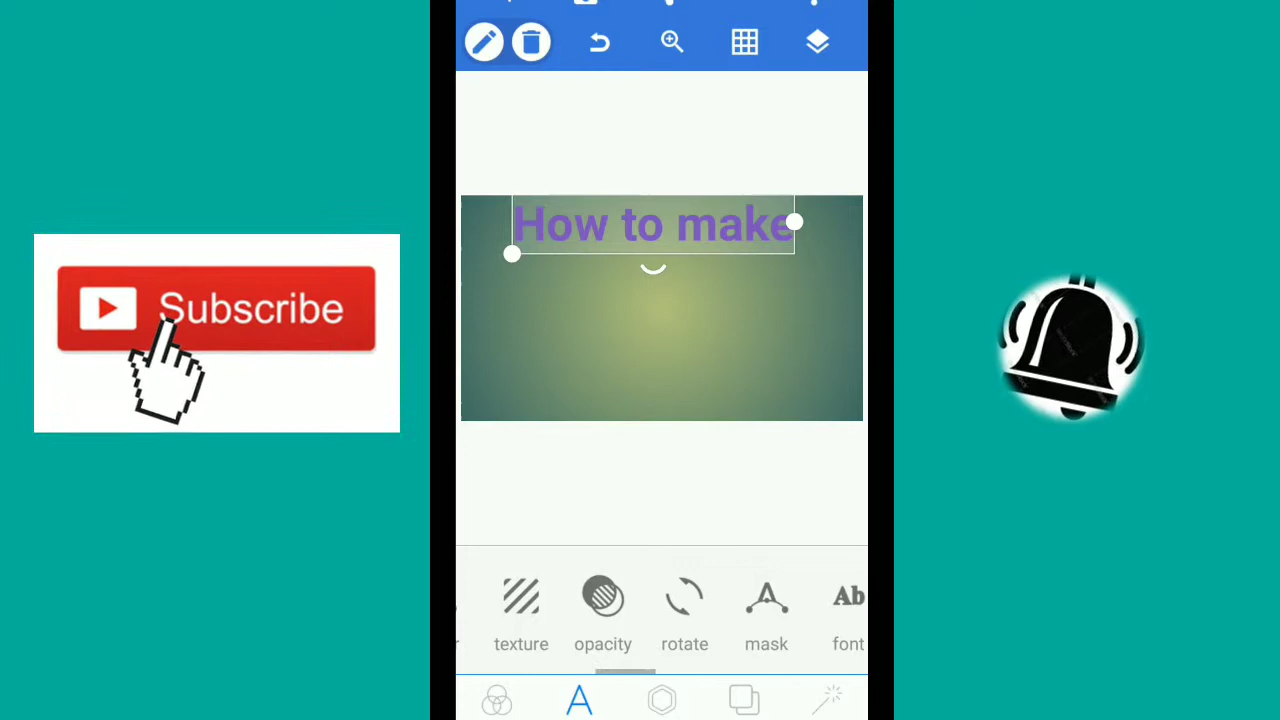 Subscribe
How to make
texture
opacity
rotate
mask
Ab
font